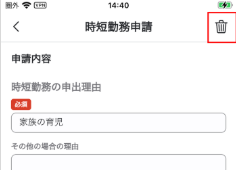 圏外 VPN 14:40
時短勤務申請
申請内容
時短勤務の申出理由
必須
家族の育児
その他の場合の理由